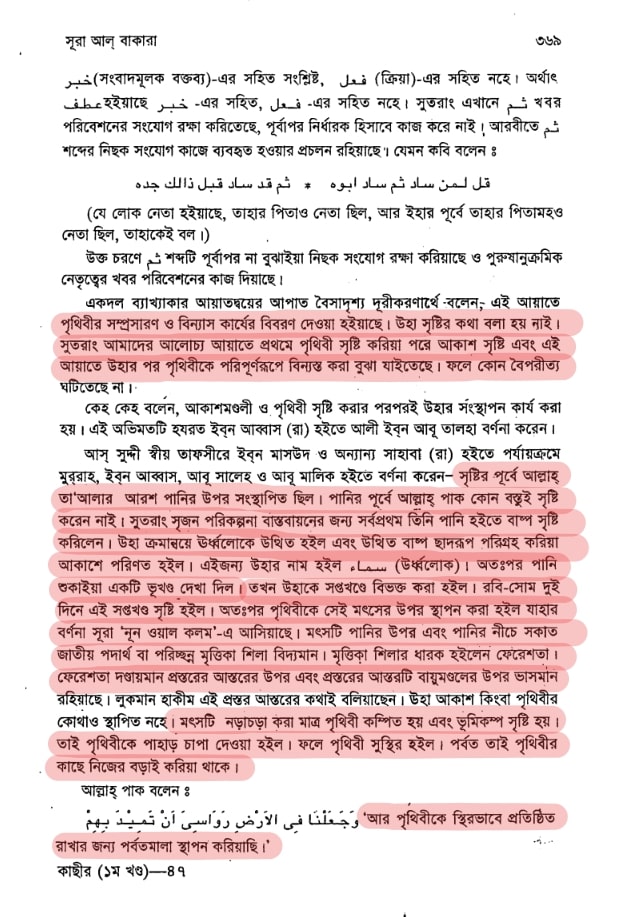 সূরা আল্ বাকারা ৩৬৯
خبر (সংবাদমূলক বক্তব্য)-এর সহিত সংশ্লিষ্ট, فعل (ক্রিয়া)-এর সহিত নহে। অর্থাৎ
عطف হইয়াছে خبر -এর সহিত, فعل -এর সহিত নহে। সুতরাং এখানে ثم খবর
পরিবেশনের সংযোগ রক্ষা করিতেছে, পূর্বাপর নির্ধারক হিসাবে কাজ করে নাই। আরবীতে ثم
শব্দের নিছক সংযোগ কাজে ব্যবহৃত হওয়ার প্রচলন রহিয়াছে। যেমন কবি বলেন ঃ
قل لمن ساد ثم ساد ابوه * ثم قد ساد قبل ذالك جده
(যে লোক নেতা হইয়াছে, তাহার পিতাও নেতা ছিল, আর ইহার পূর্বে তাহার পিতামহও
নেতা ছিল, তাহাকেই বল।)
উক্ত চরণে ثم শব্দটি পূর্বাপর না বুঝাইয়া নিছক সংযোগ রক্ষা করিয়াছে ও পুরুষানুক্রমিক
নেতৃত্বের খবর পরিবেশনের কাজ দিয়াছে।
একদল ব্যাখ্যাকার আয়াতদ্বয়ের আপাত বৈসাদৃশ্য দূরীকরণার্থে বলেন, এই আয়াতে
পৃথিবীর সম্প্রসারণ ও বিন্যাস কার্যের বিবরণ দেওয়া হইয়াছে। উহা সৃষ্টির কথা বলা হয় নাই।
সুতরাং আমাদের আলোচ্য আয়াতে প্রথমে পৃথিবী সৃষ্টি করিয়া পরে আকাশ সৃষ্টি এবং এই
আয়াতে উহার পর পৃথিবীকে পরিপূর্ণরূপে বিন্যস্ত করা বুঝা যাইতেছে। ফলে কোন বৈপরীত্য
ঘটিতেছে না।
কেহ কেহ বলেন, আকাশমণ্ডলী ও পৃথিবী সৃষ্টি করার পরপরই উহার সংস্থাপন কার্য করা
হয়। এই অভিমতটি হযরত ইব্‌ন আব্বাস (রা) হইতে আলী ইব্‌ন আবূ তালহা বর্ণনা করেন।
আস্ সুদ্দী স্বীয় তাফসীরে ইব্‌ন মাসউদ ও অন্যান্য সাহাবা (রা) হইতে পর্যায়ক্রমে
মুর্‌রাহ, ইব্‌ন আব্বাস, আবূ সালেহ ও আবূ মালিক হইতে বর্ণনা করেন– সৃষ্টির পূর্বে আল্লাহ্
তা'আলার আরশ পানির উপর সংস্থাপিত ছিল। পানির পূর্বে আল্লাহ্ পাক কোন বস্তুই সৃষ্টি
করেন নাই। সুতরাং সৃজন পরিকল্পনা বাস্তবায়নের জন্য সর্বপ্রথম তিনি পানি হইতে বাষ্প সৃষ্টি
করিলেন। উহা ক্রমান্বয়ে ঊর্ধ্বলোকে উত্থিত হইল এবং উত্থিত বাষ্প ছাদরূপ পরিগ্রহ করিয়া
আকাশে পরিণত হইল। এইজন্য উহার নাম হইল سماء (ঊর্ধ্বলোক)। অতঃপর পানি
শুকাইয়া একটি ভূখণ্ড দেখা দিল। তখন উহাকে সপ্তখণ্ডে বিভক্ত করা হইল। রবি-সোম দুই
দিনে এই সপ্তখণ্ড সৃষ্টি হইল। অতঃপর পৃথিবীকে সেই মৎসের উপর স্থাপন করা হইল যাহার
বর্ণনা সূরা 'নূন ওয়াল কলম'-এ আসিয়াছে। মৎসটি পানির উপর এবং পানির নীচে সকাত
জাতীয় পদার্থ বা পরিচ্ছন্ন মৃত্তিকা শিলা বিদ্যমান। মৃত্তিকা শিলার ধারক হইলেন ফেরেশতা।
ফেরেশতা দণ্ডায়মান প্রস্তরের আস্তরের উপর এবং প্রস্তরের আস্তরটি বায়ুমণ্ডলের উপর ভাসমান
রহিয়াছে। লুকমান হাকীম এই প্রস্তর আস্তরের কথাই বলিয়াছেন। উহা আকাশ কিংবা পৃথিবীর
কোথাও স্থাপিত নহে। মৎসটি নড়াচড়া করা মাত্র পৃথিবী কম্পিত হয় এবং ভূমিকম্প সৃষ্টি হয়।
তাই পৃথিবীকে পাহাড় চাপা দেওয়া হইল। ফলে পৃথিবী সুস্থির হইল। পর্বত তাই পৃথিবীর
কাছে নিজের বড়াই করিয়া থাকে।
আল্লাহ্ পাক বলেন ঃ
وَجَعَلْنَا فِى الْاَرْضِ رَوَاسِىَ اَنْ تَمِيْدَ بِهِمْ 'আর পৃথিবীকে স্থিরভাবে প্রতিষ্ঠিত
রাখার জন্য পর্বতমালা স্থাপন করিয়াছি।'
কাছীর (১ম খণ্ড)—৪৭